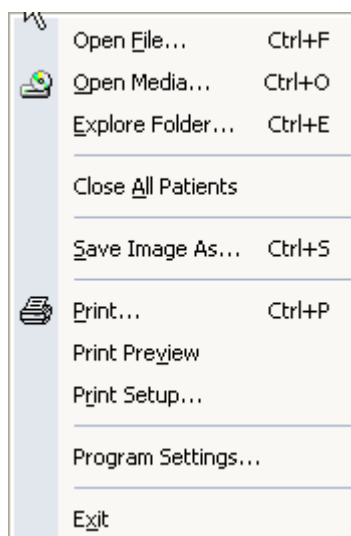 Open File... Ctrl+F
Open Media... Ctrl+O
Explore Folder... Ctrl+E
Close All Patients
Save Image As... Ctrl+S
Print... Ctrl+P
Print Preview
Print Setup...
Program Settings...
Exit